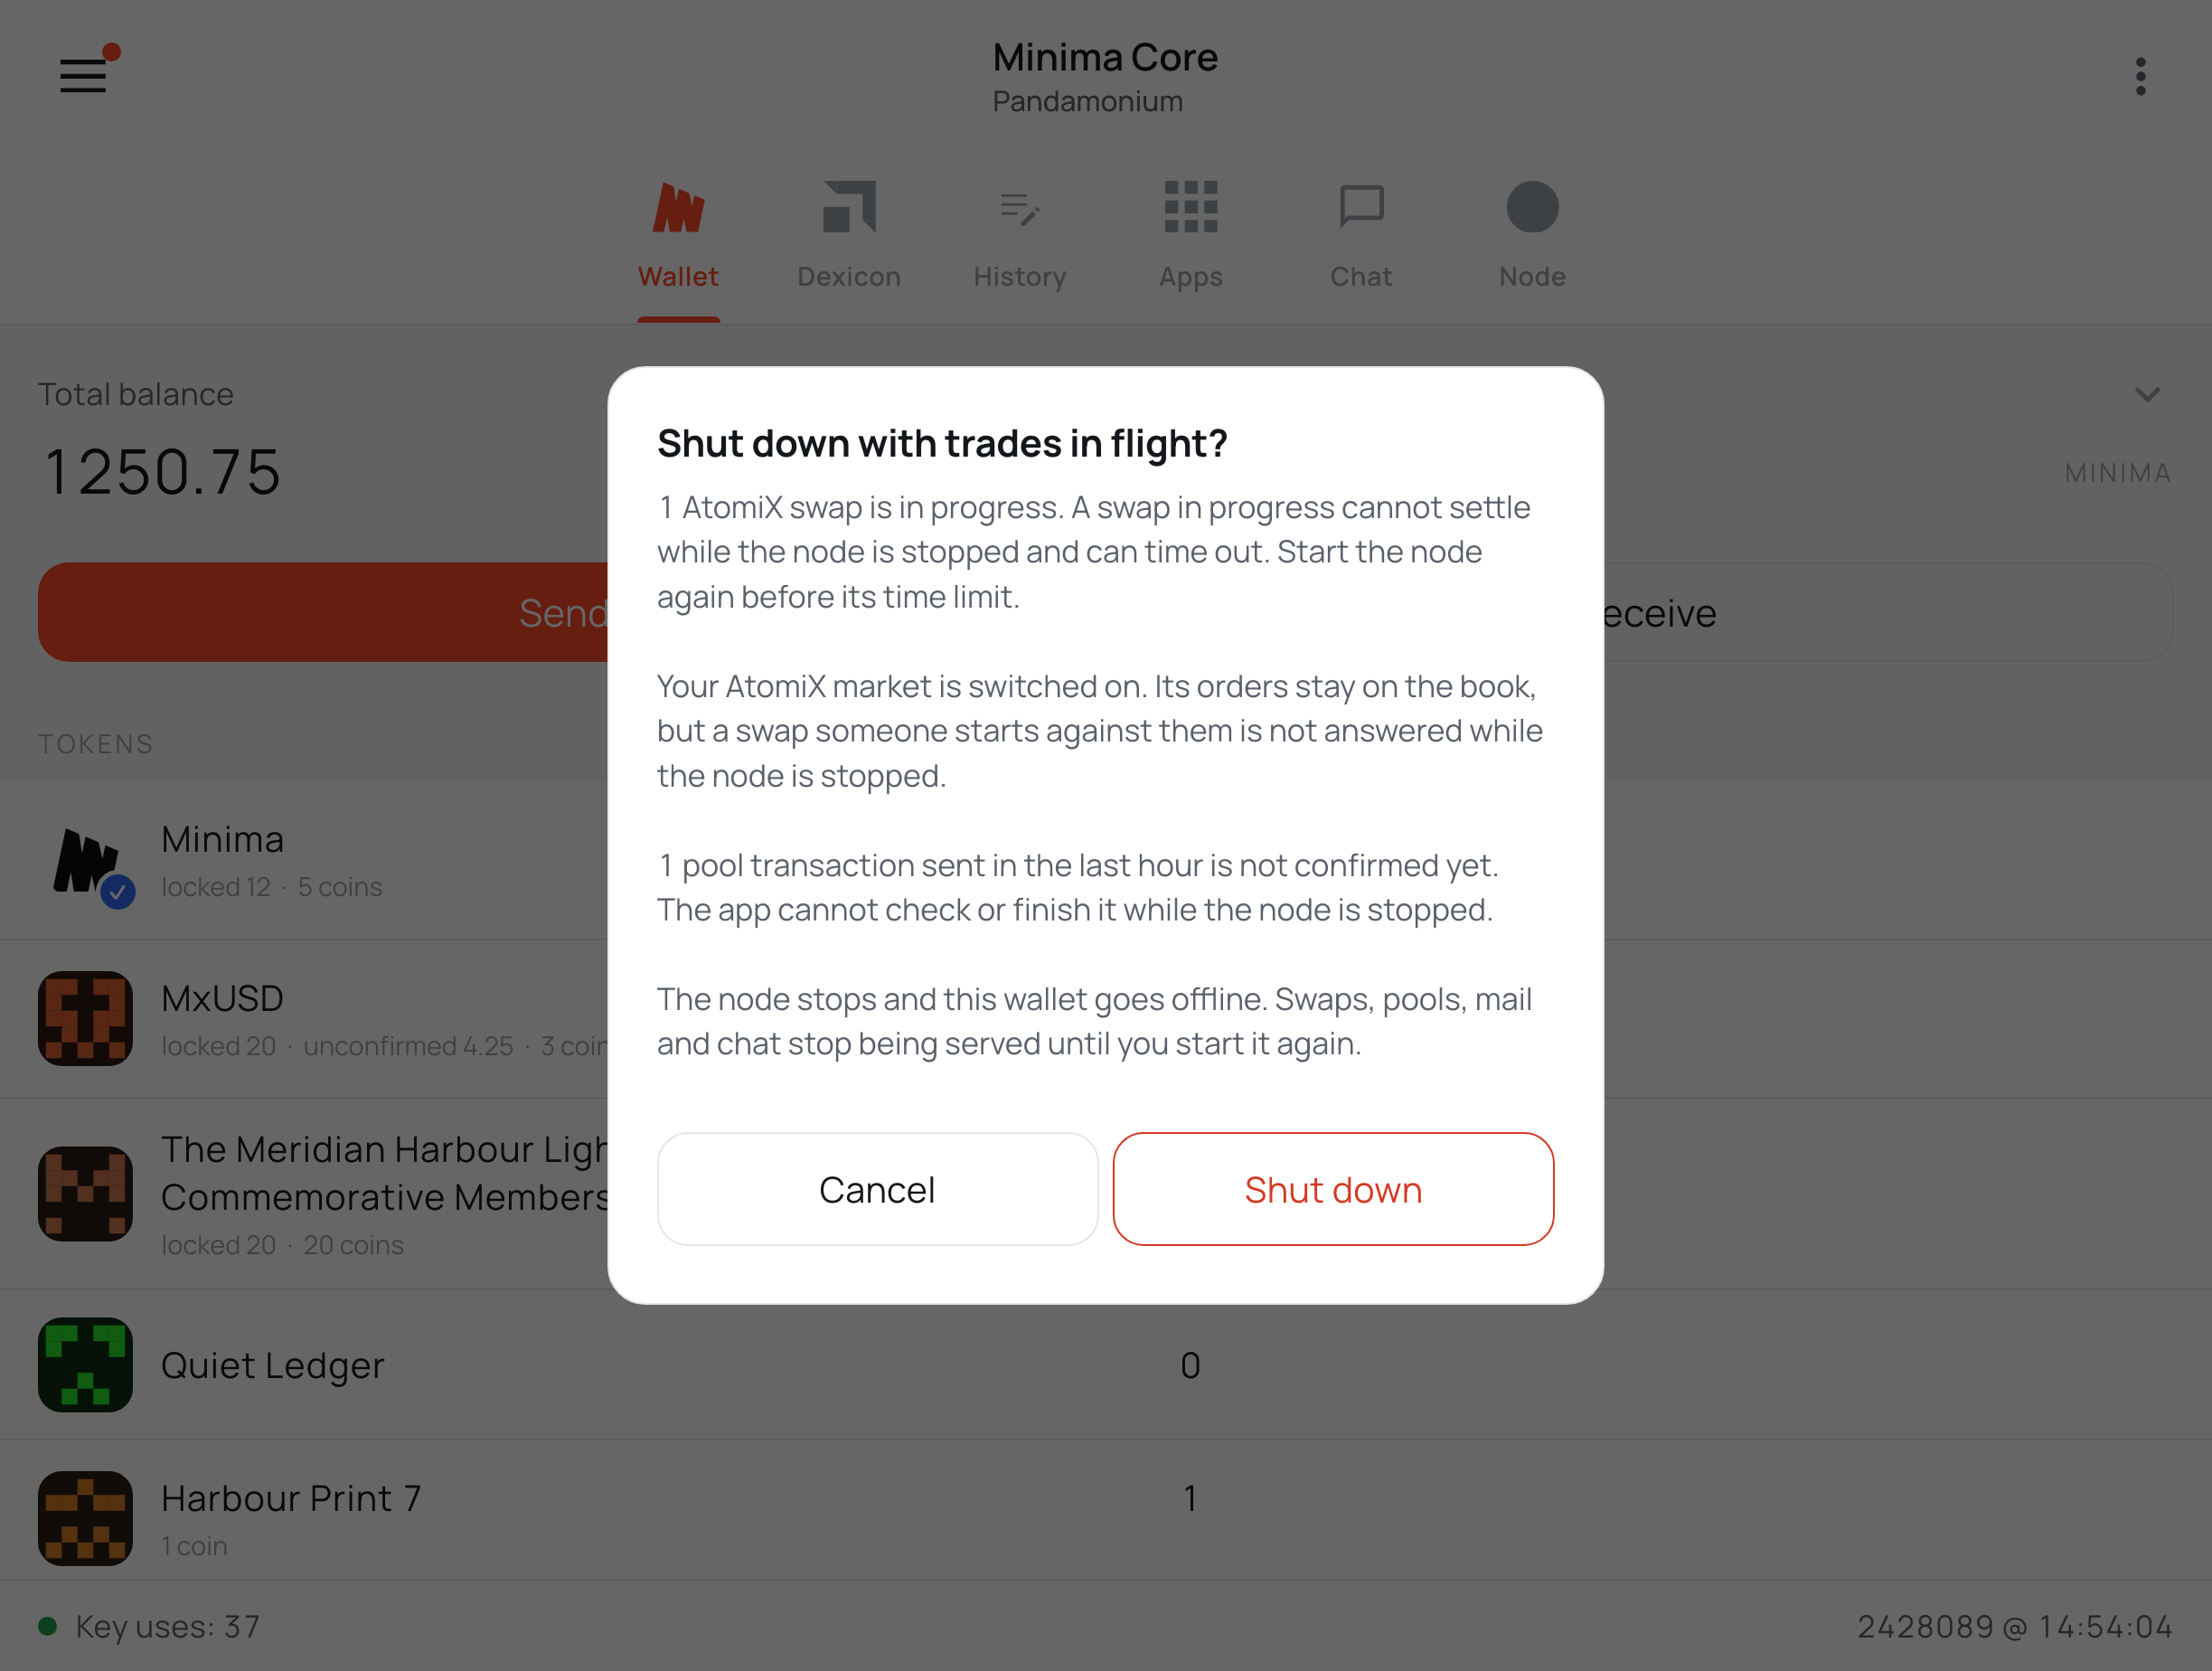 Minima Core
Pandamonium
Wallet
Dexicon
History
Apps
Chat
Node
Total balance
1250.75
MINIMA
Send
eceive
TOKENS
Minima
locked 12 · 5 coins
MxUSD
locked 20 · unconfirmed 4.25 · 3 coin
The Meridian Harbour Ligh
Commemorative Members
locked 20 · 20 coins
Quiet Ledger
0
Harbour Print 7
1
1 coin
Shut down with trades in flight?
1 AtomiX swap is in progress. A swap in progress cannot settle
while the node is stopped and can time out. Start the node
again before its time limit.
Your AtomiX market is switched on. Its orders stay on the book,
but a swap someone starts against them is not answered while
the node is stopped.
1 pool transaction sent in the last hour is not confirmed yet.
The app cannot check or finish it while the node is stopped.
The node stops and this wallet goes offline. Swaps, pools, mail
and chat stop being served until you start it again.
Cancel
Shut down
Key uses: 37
2428089 @ 14:54:04